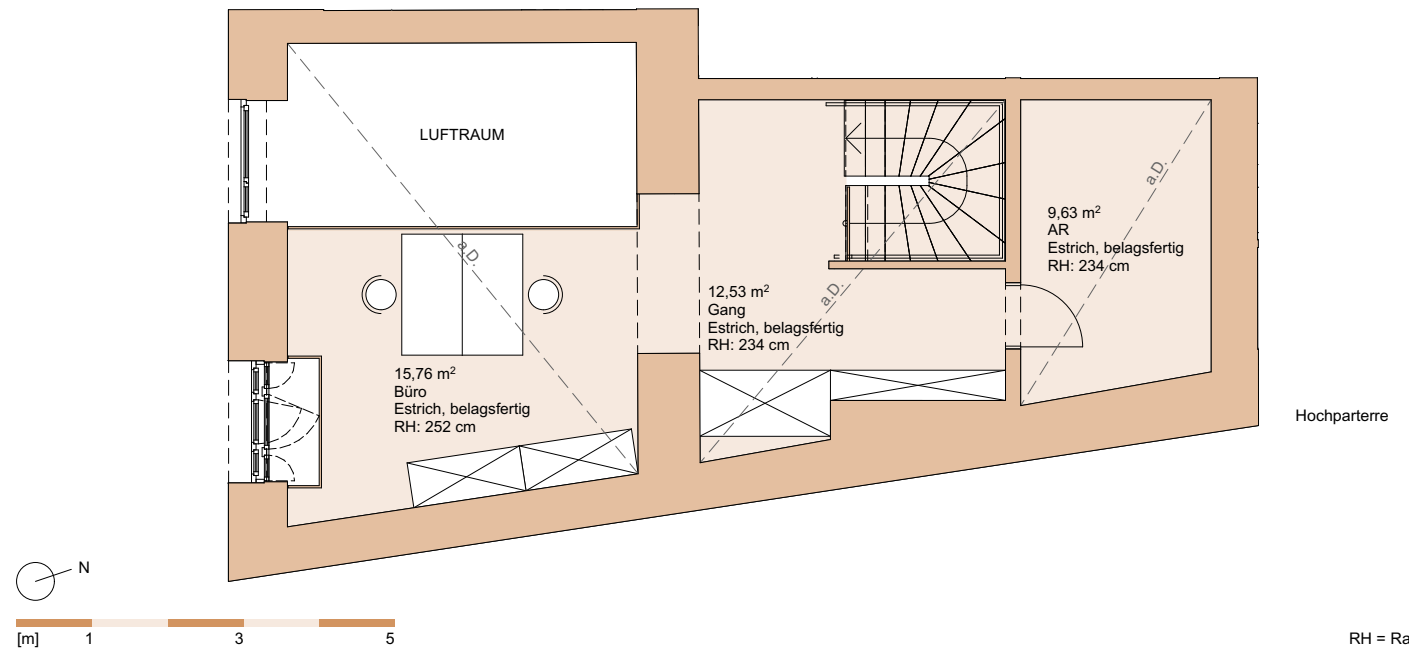 LUFTRAUM
a.D.
15,76 m²
Büro
Estrich, belagsfertig
RH: 252 cm
12,53 m²
Gang
Estrich, belagsfertig
RH: 234 cm
a.D.
9,63 m²
AR
Estrich, belagsfertig
RH: 234 cm
a.D.
Hochparterre
N
[m] 1 3 5
RH = Ra